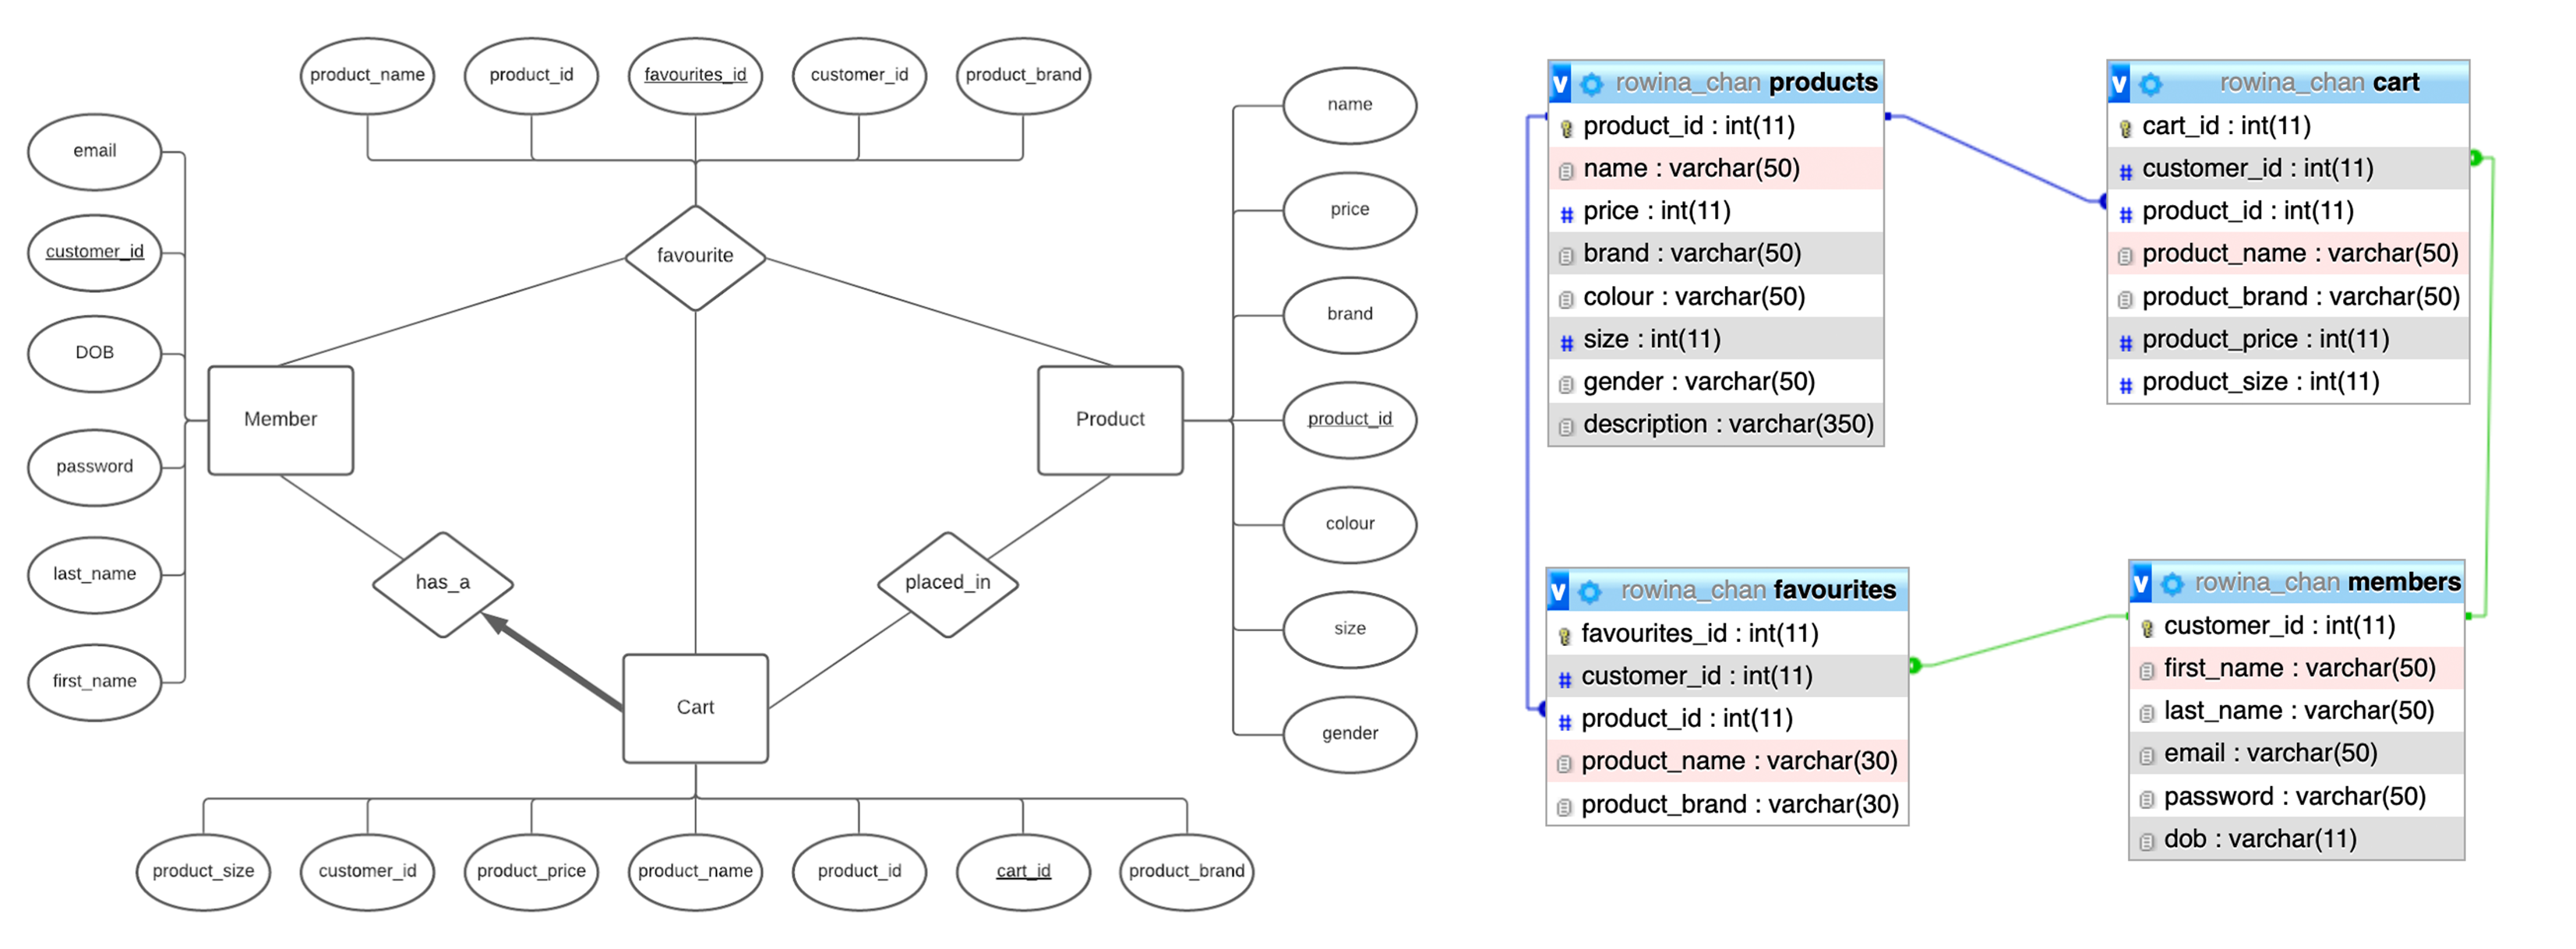 product_name
product_id
favourites_id
customer_id
product_brand
email
customer_id
DOB
password
last_name
first_name
favourite
Member
Product
has_a
placed_in
Cart
name
price
brand
product_id
colour
size
gender
product_size
customer_id
product_price
product_name
product_id
cart_id
product_brand
v rowina_chan products
product_id : int(11)
name : varchar(50)
# price : int(11)
brand : varchar(50)
colour : varchar(50)
# size : int(11)
gender : varchar(50)
description : varchar(350)
v rowina_chan cart
cart_id : int(11)
# customer_id : int(11)
# product_id : int(11)
product_name : varchar(50)
product_brand : varchar(50)
# product_price : int(11)
# product_size : int(11)
v rowina_chan favourites
favourites_id : int(11)
# customer_id : int(11)
# product_id : int(11)
product_name : varchar(30)
product_brand : varchar(30)
v rowina_chan members
customer_id : int(11)
first_name : varchar(50)
last_name : varchar(50)
email : varchar(50)
password : varchar(50)
dob : varchar(11)